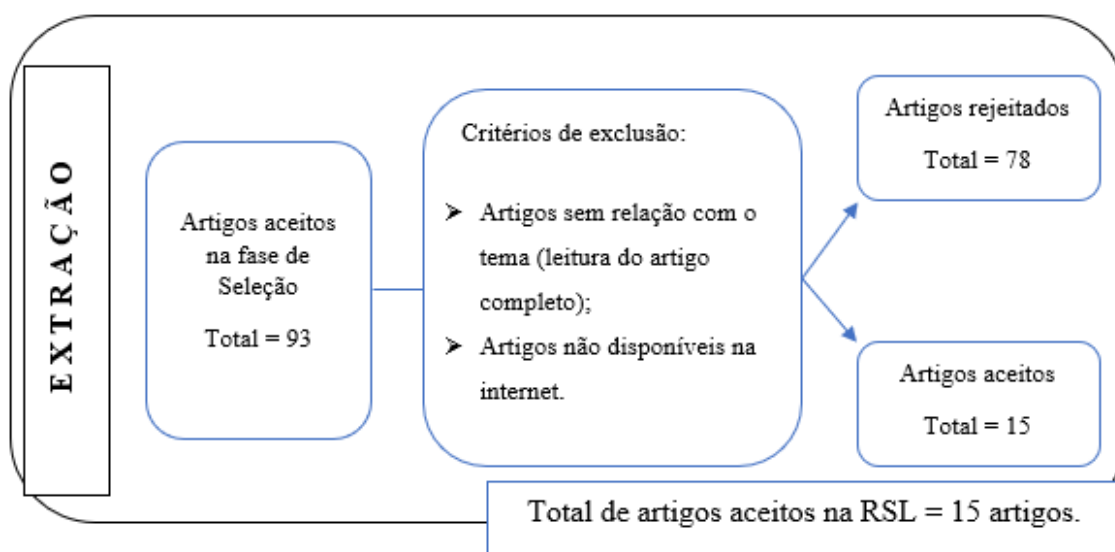 EXTRAÇÃO
Artigos aceitos
na fase de
Seleção
Total = 93
Critérios de exclusão:
➢ Artigos sem relação com o
tema (leitura do artigo
completo);
➢ Artigos não disponíveis na
internet.
Artigos rejeitados
Total = 78
Artigos aceitos
Total = 15
Total de artigos aceitos na RSL = 15 artigos.